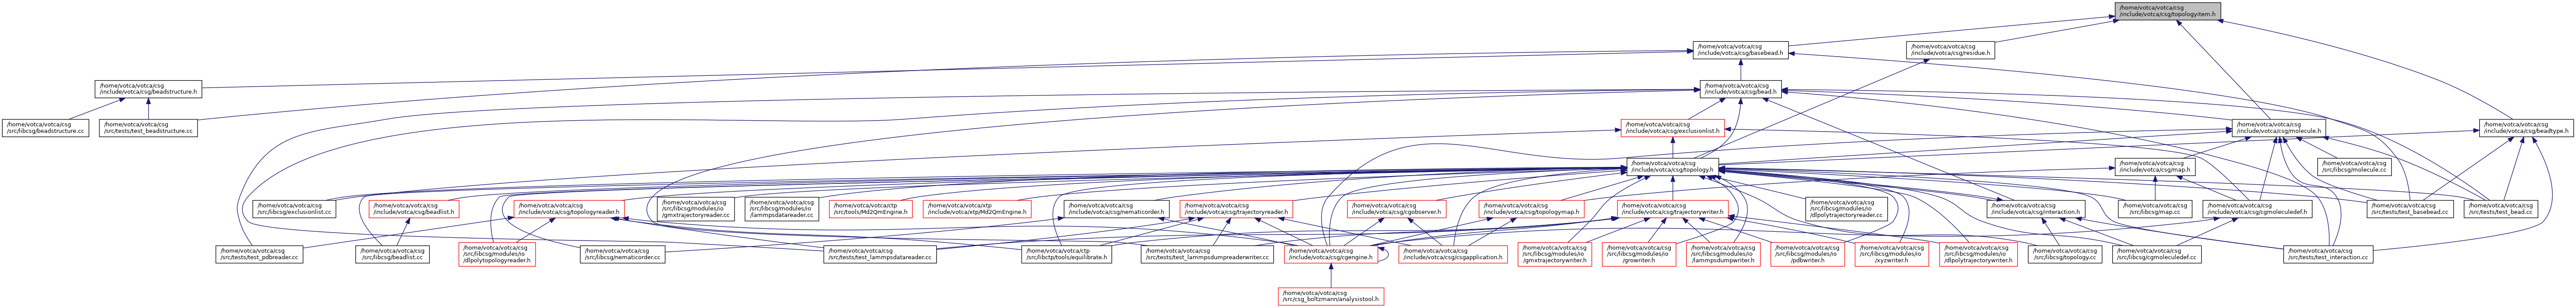 /home/votca/votca/csg
/include/votca/csg/topologyitem.h
/home/votca/votca/csg
/include/votca/csg/basebead.h
/home/votca/votca/csg
/include/votca/csg/residue.h
/home/votca/votca/csg
/include/votca/csg/beadstructure.h
/home/votca/votca/csg
/include/votca/csg/bead.h
/home/votca/votca/csg
/src/libcsg/beadstructure.cc
/home/votca/votca/csg
/src/tests/test_beadstructure.cc
/home/votca/votca/csg
/include/votca/csg/exclusionlist.h
/home/votca/votca/csg
/include/votca/csg/molecule.h
/home/votca/votca/csg
/include/votca/csg/beadtype.h
/home/votca/votca/csg
/include/votca/csg/topology.h
/home/votca/votca/csg
/include/votca/csg/map.h
/home/votca/votca/csg
/src/libcsg/molecule.cc
/home/votca/votca/csg
/src/libcsg/exclusionlist.cc
/home/votca/votca/csg
/include/votca/csg/beadlist.h
/home/votca/votca/csg
/include/votca/csg/topologyreader.h
/home/votca/votca/csg
/src/libcsg/modules/io
/gmxtrajectoryreader.cc
/home/votca/votca/csg
/src/libcsg/modules/io
/lammpsdatareader.cc
/home/votca/votca/ctp
/src/tools/Md2QmEngine.h
/home/votca/votca/xtp
/include/votca/xtp/Md2QmEngine.h
/home/votca/votca/csg
/include/votca/csg/nematicorder.h
/home/votca/votca/csg
/include/votca/csg/trajectoryreader.h
/home/votca/votca/csg
/include/votca/csg/cgobserver.h
/home/votca/votca/csg
/include/votca/csg/topologymap.h
/home/votca/votca/csg
/include/votca/csg/trajectorywriter.h
/home/votca/votca/csg
/src/libcsg/modules/io
/dlpolytrajectoryreader.cc
/home/votca/votca/csg
/include/votca/csg/interaction.h
/home/votca/votca/csg
/src/libcsg/map.cc
/home/votca/votca/csg
/include/votca/csg/cgmoleculedef.h
/home/votca/votca/csg
/src/tests/test_basebead.cc
/home/votca/votca/csg
/src/tests/test_bead.cc
/home/votca/votca/csg
/src/tests/test_pdbreader.cc
/home/votca/votca/csg
/src/libcsg/beadlist.cc
/home/votca/votca/csg
/src/libcsg/modules/io
/dlpolytopologyreader.h
/home/votca/votca/csg
/src/libcsg/nematicorder.cc
/home/votca/votca/csg
/src/tests/test_lammpsdatareader.cc
/home/votca/votca/ctp
/src/libctp/tools/equilibrate.h
/home/votca/votca/csg
/src/tests/test_lammpsdumpreaderwriter.cc
/home/votca/votca/csg
/include/votca/csg/cgengine.h
/home/votca/votca/csg
/include/votca/csg/csgapplication.h
/home/votca/votca/csg
/src/libcsg/modules/io
/gmxtrajectorywriter.h
/home/votca/votca/csg
/src/libcsg/modules/io
/growriter.h
/home/votca/votca/csg
/src/libcsg/modules/io
/lammpsdumpwriter.h
/home/votca/votca/csg
/src/libcsg/modules/io
/pdbwriter.h
/home/votca/votca/csg
/src/libcsg/modules/io
/xyzwriter.h
/home/votca/votca/csg
/src/libcsg/modules/io
/dlpolytrajectorywriter.h
/home/votca/votca/csg
/src/libcsg/topology.cc
/home/votca/votca/csg
/src/libcsg/cgmoleculedef.cc
/home/votca/votca/csg
/src/tests/test_interaction.cc
/home/votca/votca/csg
/src/csg_boltzmann/analysistool.h